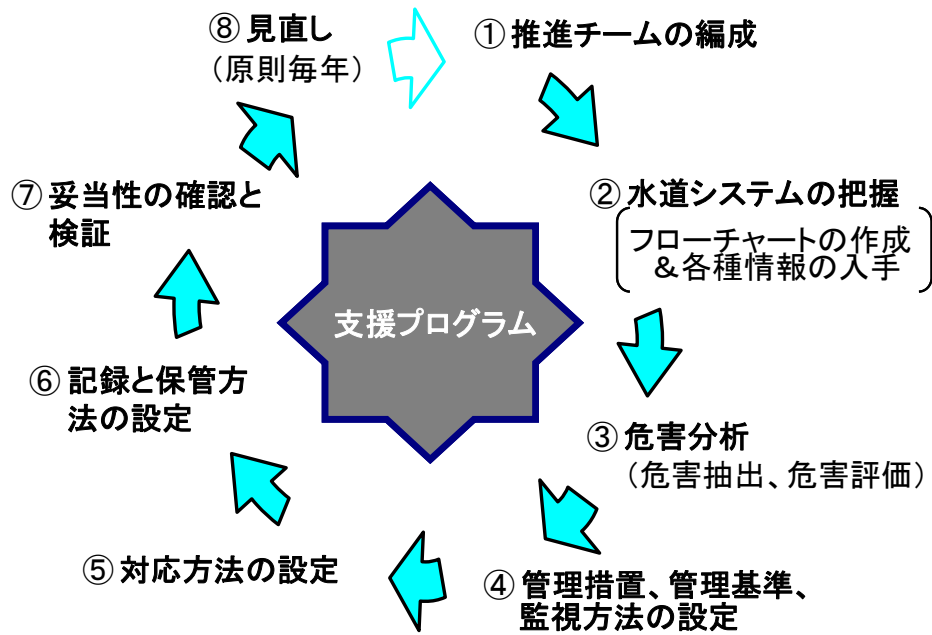 ① 推進チームの編成
② 水道システムの把握
フローチャートの作成
&各種情報の入手
③ 危害分析
（危害抽出、危害評価）
④ 管理措置、管理基準、
監視方法の設定
⑤ 対応方法の設定
⑥ 記録と保管方
法の設定
⑦ 妥当性の確認と
検証
⑧ 見直し
（原則毎年）
支援プログラム